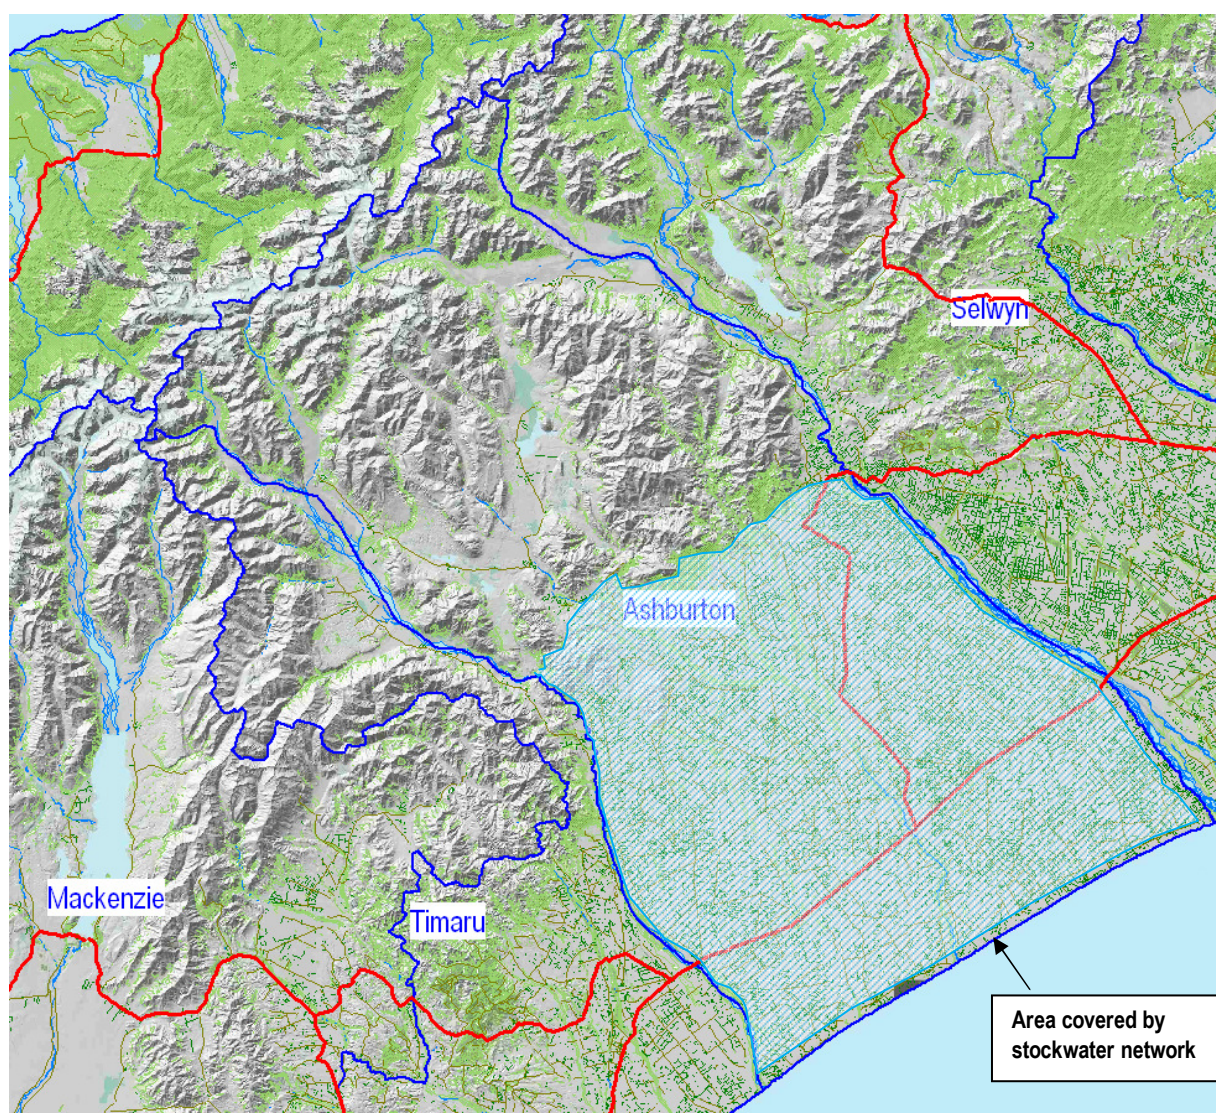 Selwyn
Ashburton
Mackenzie
Timaru
Area covered by
stockwater network